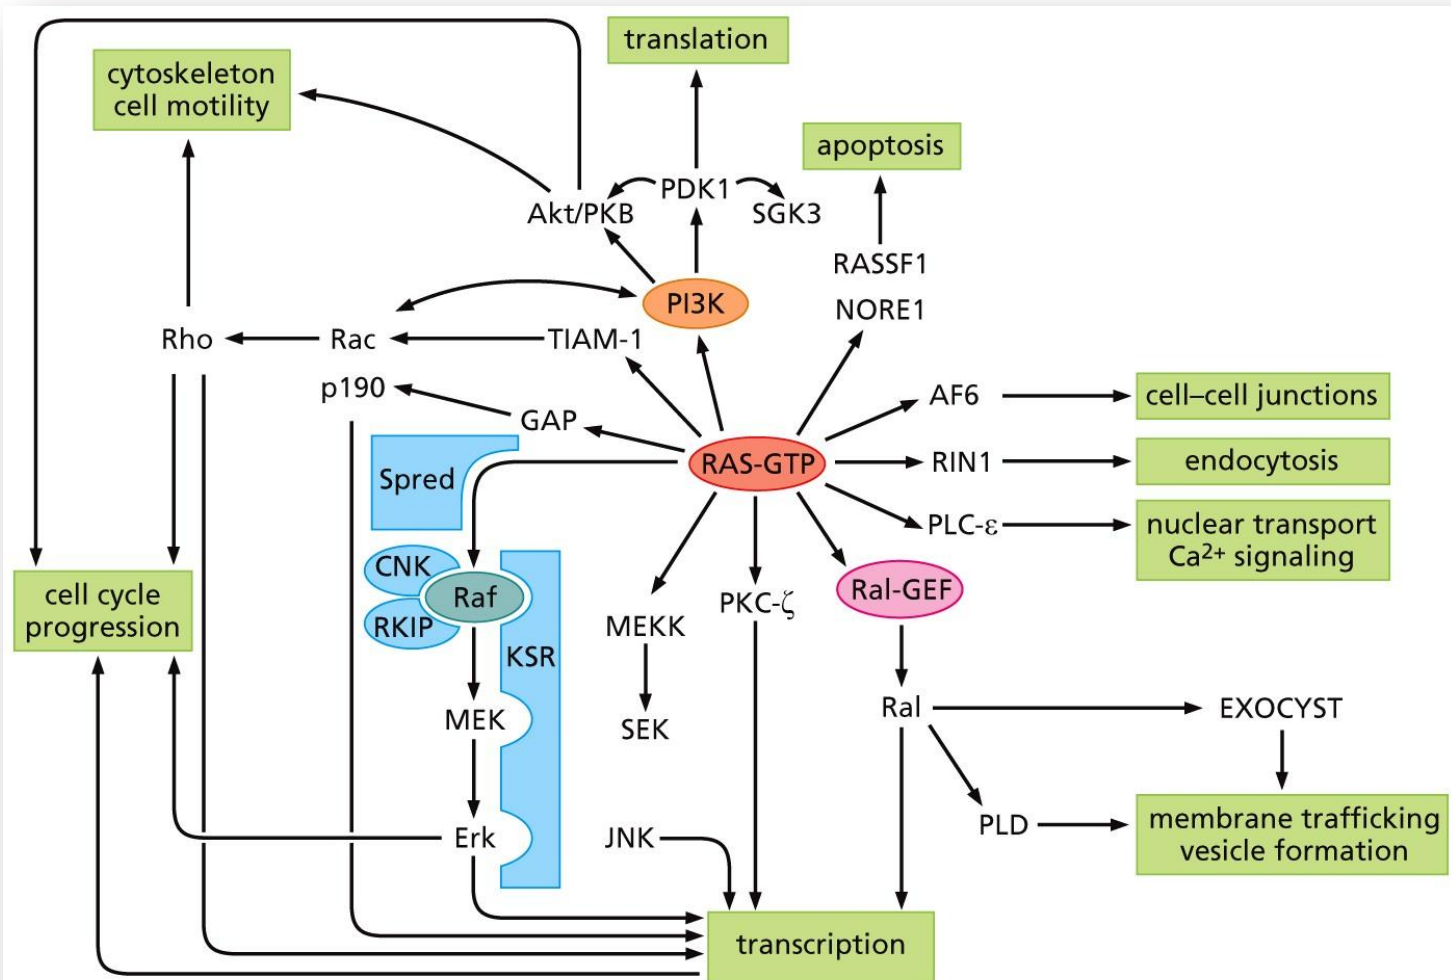 translation
cytoskeleton
cell motility
apoptosis
PDK1
Akt/PKB
SGK3
RASSF1
NORE1
PI3K
Rho
Rac
TIAM-1
p190
GAP
AF6
cell–cell junctions
RAS-GTP
RIN1
endocytosis
Spred
PLC-ε
nuclear transport
Ca2+ signaling
CNK
Raf
RKIP
KSR
cell cycle
progression
PKC-ζ
Ral-GEF
MEKK
MEK
SEK
Ral
EXOCYST
Erk
JNK
PLD
membrane trafficking
vesicle formation
transcription